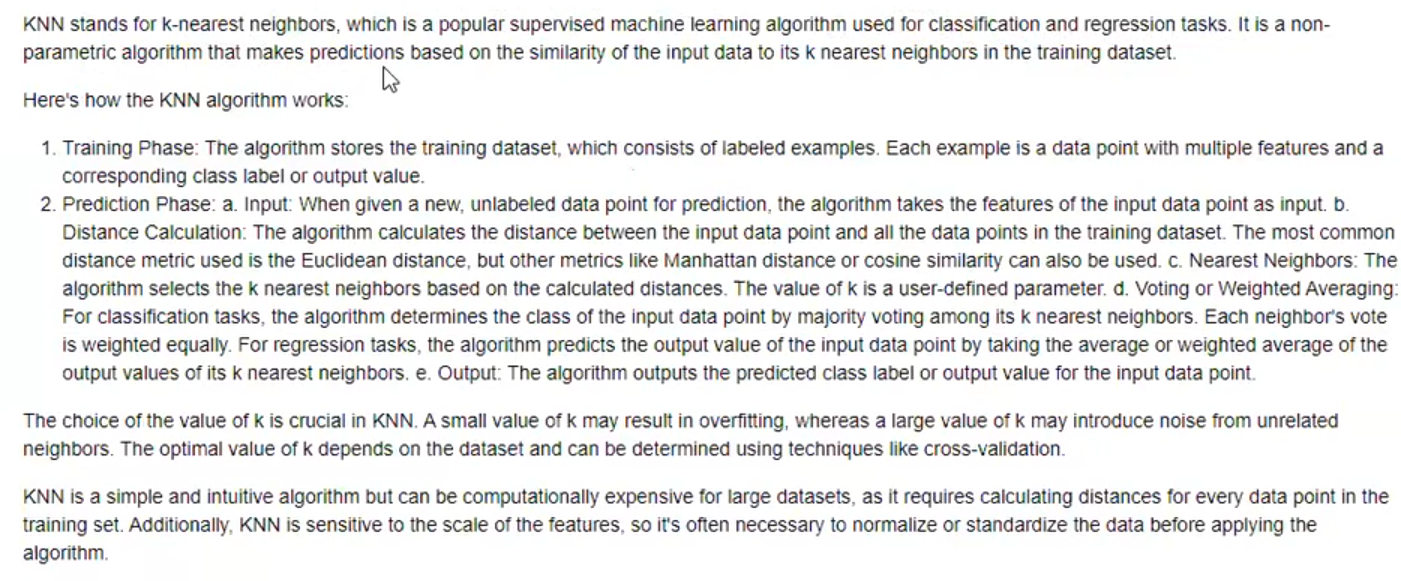 KNN stands for k-nearest neighbors, which is a popular supervised machine learning algorithm used for classification and regression tasks. It is a non-
parametric algorithm that makes predictions based on the similarity of the input data to its k nearest neighbors in the training dataset.
Here's how the KNN algorithm works:
1. Training Phase: The algorithm stores the training dataset, which consists of labeled examples. Each example is a data point with multiple features and a
corresponding class label or output value.
2. Prediction Phase: a. Input: When given a new, unlabeled data point for prediction, the algorithm takes the features of the input data point as input. b.
Distance Calculation: The algorithm calculates the distance between the input data point and all the data points in the training dataset. The most common
distance metric used is the Euclidean distance, but other metrics like Manhattan distance or cosine similarity can also be used. c. Nearest Neighbors: The
algorithm selects the k nearest neighbors based on the calculated distances. The value of k is a user-defined parameter. d. Voting or Weighted Averaging:
For classification tasks, the algorithm determines the class of the input data point by majority voting among its k nearest neighbors. Each neighbor's vote
is weighted equally. For regression tasks, the algorithm predicts the output value of the input data point by taking the average or weighted average of the
output values of its k nearest neighbors. e. Output: The algorithm outputs the predicted class label or output value for the input data point.
The choice of the value of k is crucial in KNN. A small value of k may result in overfitting, whereas a large value of k may introduce noise from unrelated
neighbors. The optimal value of k depends on the dataset and can be determined using techniques like cross-validation.
KNN is a simple and intuitive algorithm but can be computationally expensive for large datasets, as it requires calculating distances for every data point in the
training set. Additionally, KNN is sensitive to the scale of the features, so it's often necessary to normalize or standardize the data before applying the
algorithm.